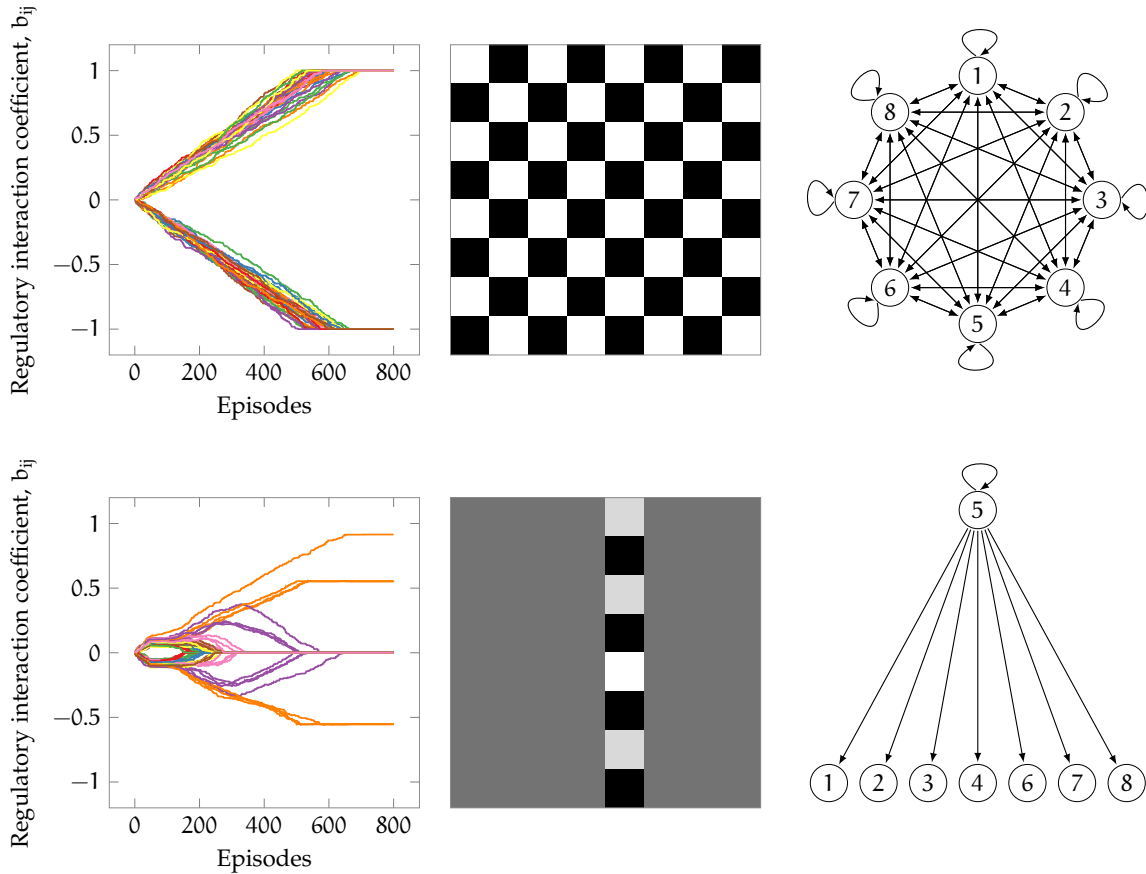 Regulatory interaction coefficient, b_ij
1
0.5
0
−0.5
−1
0 200 400 600 800
Episodes
1
2
3
4
5
6
7
8
Regulatory interaction coefficient, b_ij
1
0.5
0
−0.5
−1
0 200 400 600 800
Episodes
5
1 2 3 4 6 7 8